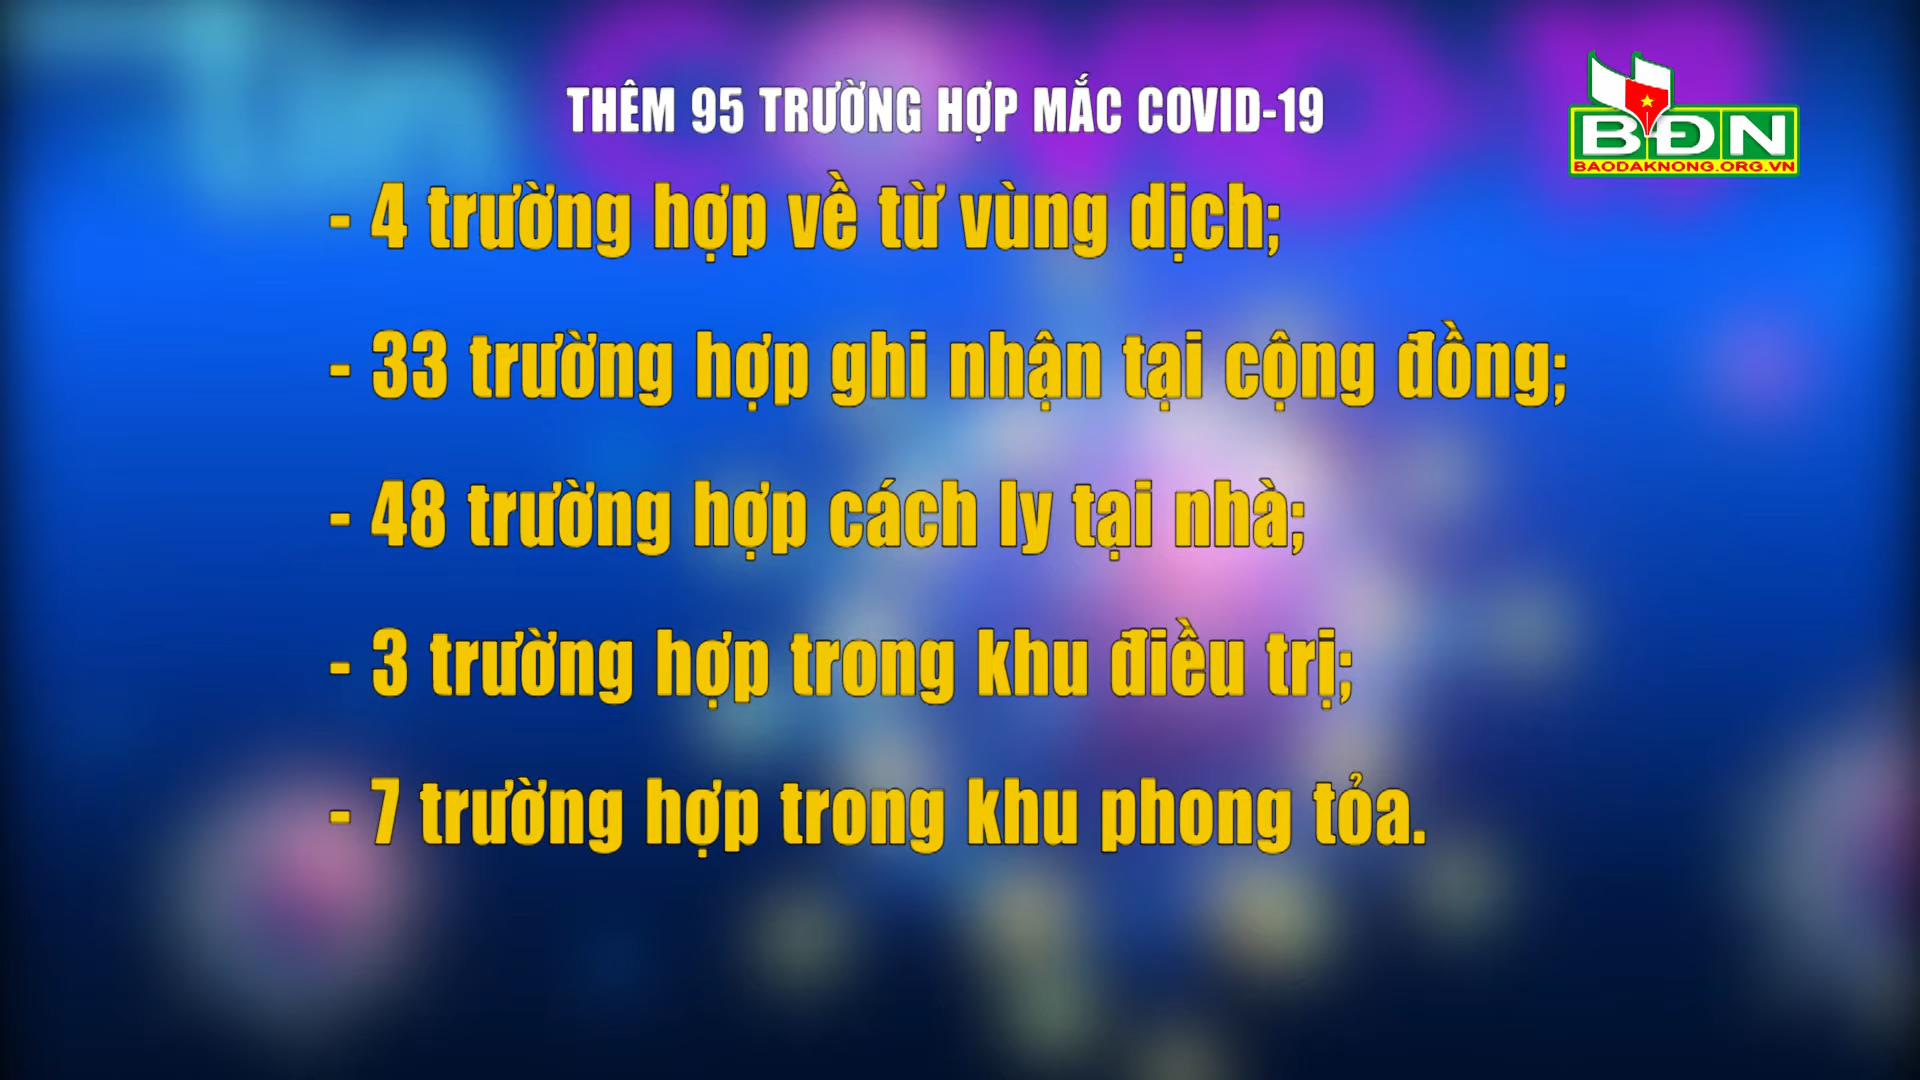 THÊM 95 TRƯỜNG HỢP MẮC COVID-19
BĐN
BAODAKNONG.ORG.VN
- 4 trường hợp về từ vùng dịch;
- 33 trường hợp ghi nhận tại cộng đồng;
- 48 trường hợp cách ly tại nhà;
- 3 trường hợp trong khu điều trị;
- 7 trường hợp trong khu phong tỏa.